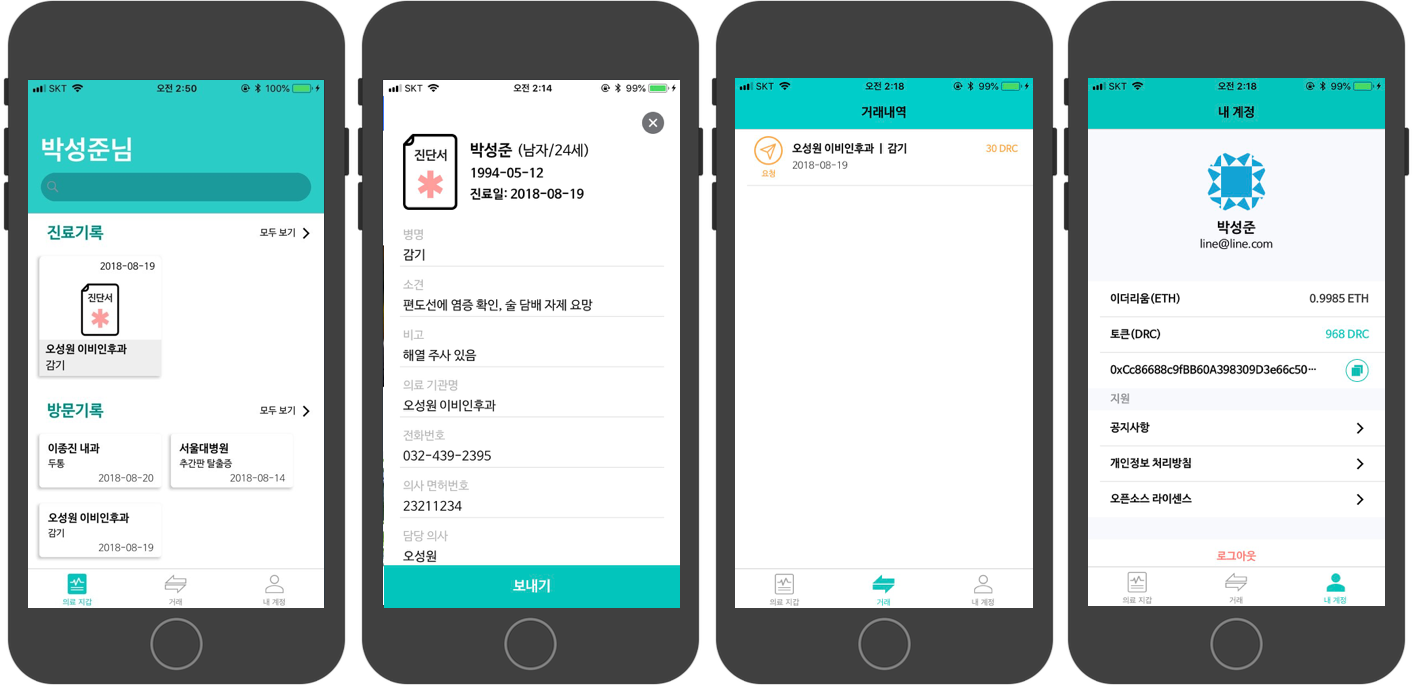 SKT 오전 2:50 100%
박성준님
진료기록 모두 보기
2018-08-19
진단서
오성원 이비인후과
감기
방문기록 모두 보기
이종진 내과
두통
2018-08-20
서울대병원
추간판 탈출증
2018-08-14
오성원 이비인후과
감기
2018-08-19
의료 지갑 거래 내 계정
SKT 오전 2:14 99%
진단서
박성준 (남자/24세)
1994-05-12
진료일: 2018-08-19
병명
감기
소견
편도선에 염증 확인, 술 담배 자제 요망
비고
해열 주사 있음
의료 기관명
오성원 이비인후과
전화번호
032-439-2395
의사 면허번호
23211234
담당 의사
오성원
보내기
SKT 오전 2:18 99%
거래내역
오성원 이비인후과 | 감기 30 DRC
2018-08-19
요청
의료 지갑 거래 내 계정
SKT 오전 2:18 99%
내 계정
박성준
line@line.com
이더리움(ETH) 0.9985 ETH
토큰(DRC) 968 DRC
0xCc86688c9fBB60A398309D3e66c50···
지원
공지사항
개인정보 처리방침
오픈소스 라이센스
로그아웃
의료 지갑 거래 내 계정